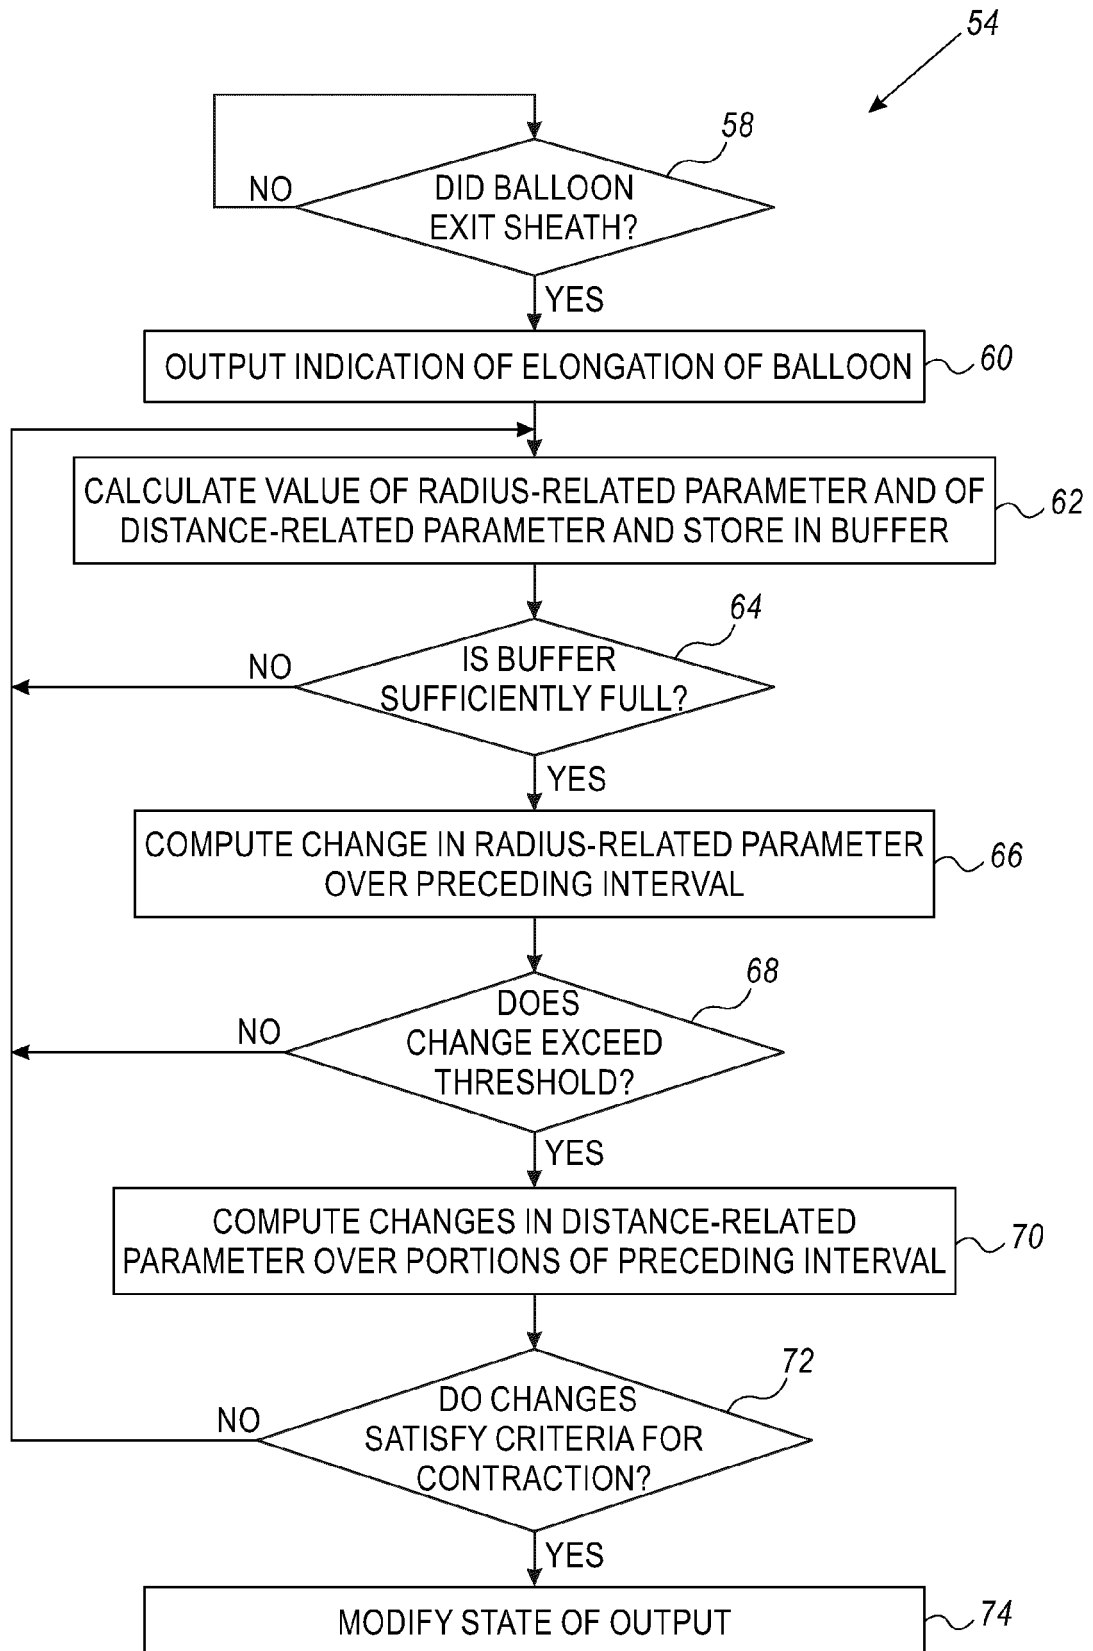 54
58
DID BALLOON
EXIT SHEATH?
NO
YES
OUTPUT INDICATION OF ELONGATION OF BALLOON
60
CALCULATE VALUE OF RADIUS-RELATED PARAMETER AND OF
DISTANCE-RELATED PARAMETER AND STORE IN BUFFER
62
64
IS BUFFER
SUFFICIENTLY FULL?
NO
YES
COMPUTE CHANGE IN RADIUS-RELATED PARAMETER
OVER PRECEDING INTERVAL
66
68
DOES
CHANGE EXCEED
THRESHOLD?
NO
YES
COMPUTE CHANGES IN DISTANCE-RELATED
PARAMETER OVER PORTIONS OF PRECEDING INTERVAL
70
72
DO CHANGES
SATISFY CRITERIA FOR
CONTRACTION?
NO
YES
MODIFY STATE OF OUTPUT
74